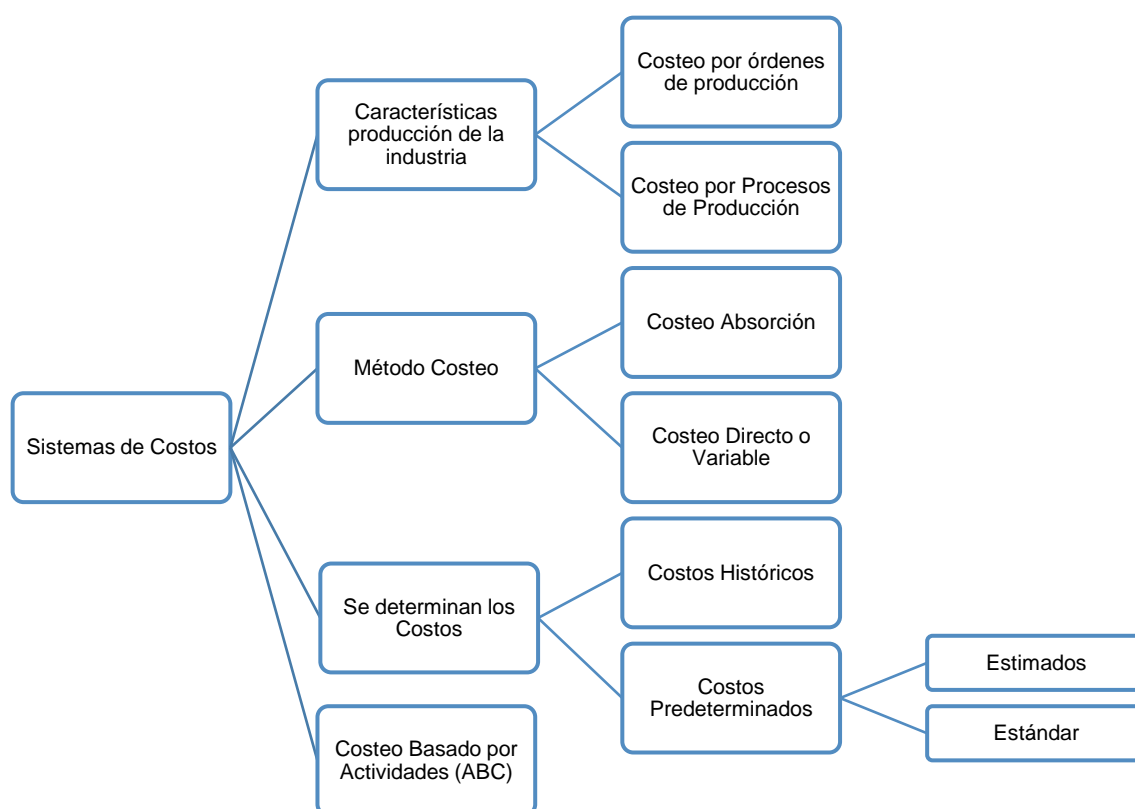 Sistemas de Costos
Características
producción de la
industria
Costeo por órdenes
de producción
Costeo por Procesos
de Producción
Método Costeo
Costeo Absorción
Costeo Directo o
Variable
Se determinan los
Costos
Costos Históricos
Costos
Predeterminados
Estimados
Estándar
Costeo Basado por
Actividades (ABC)